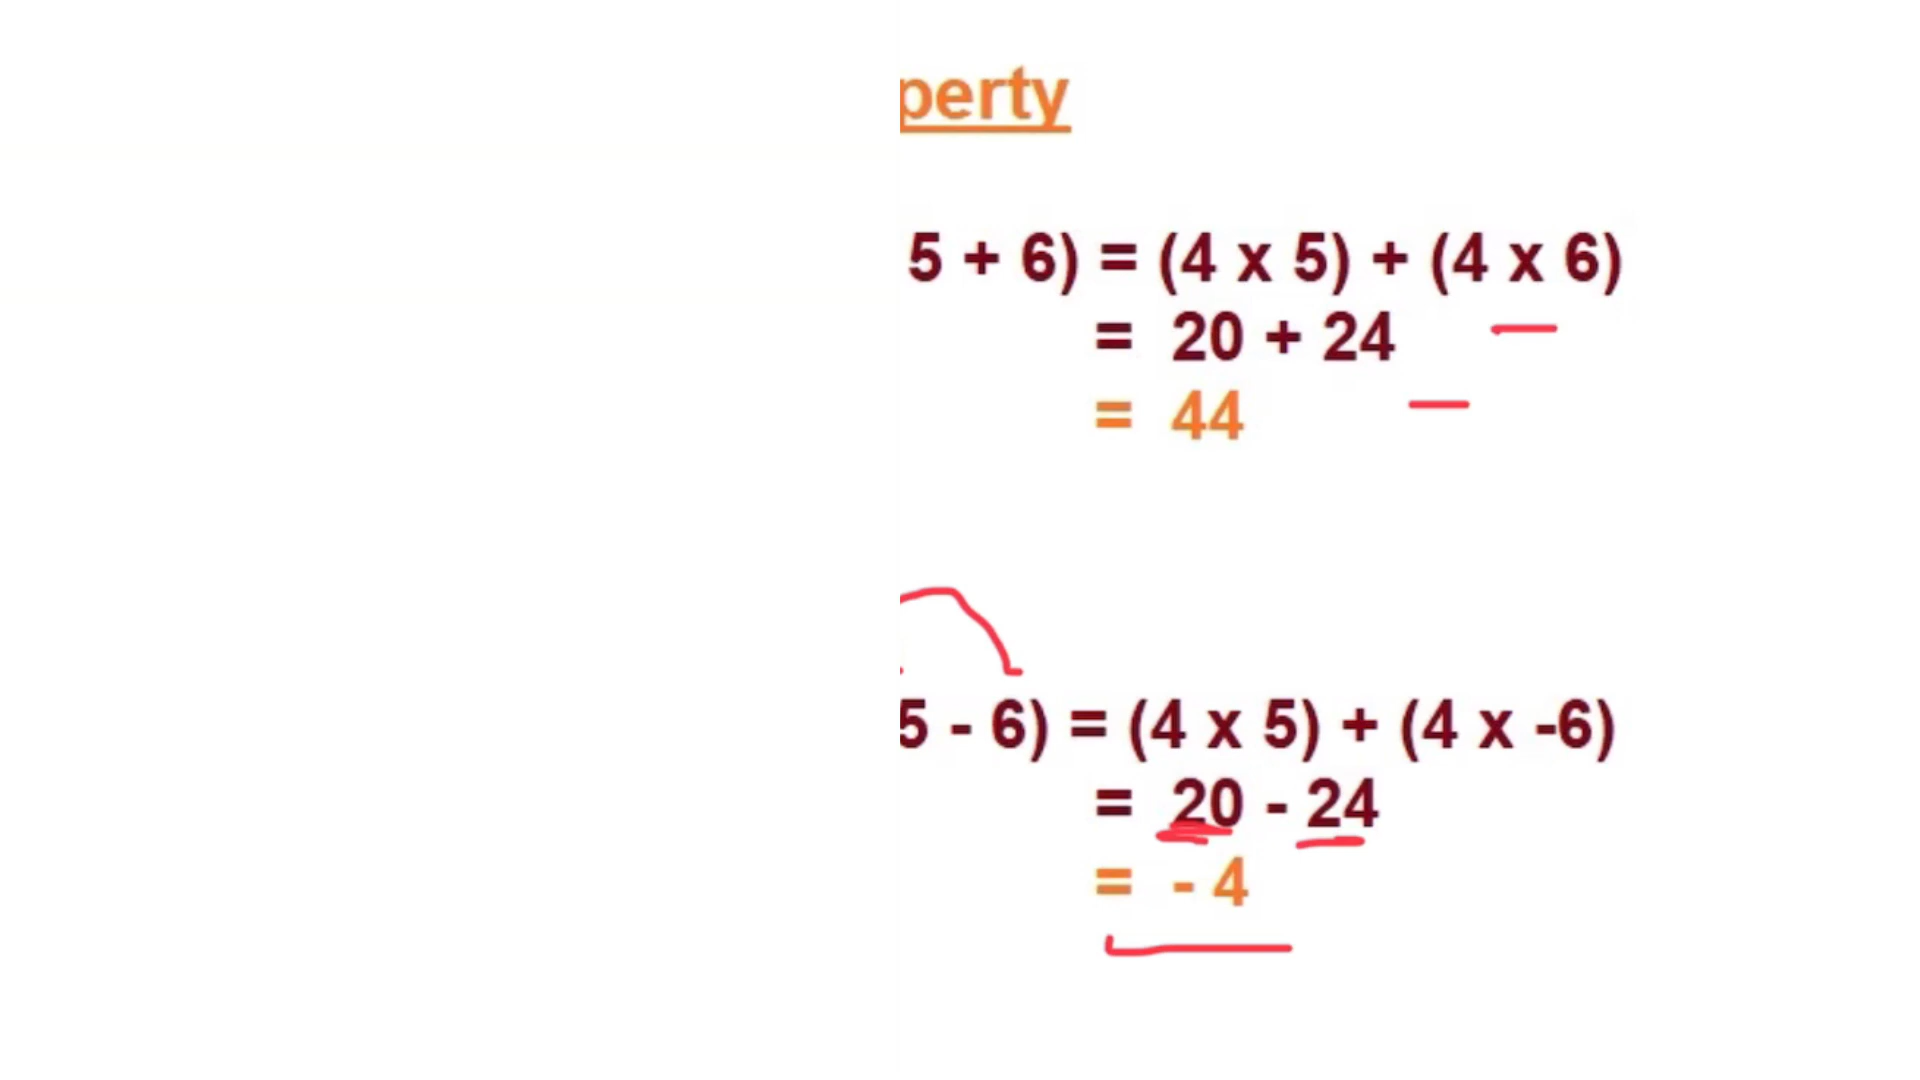 perty
5 + 6) = (4 x 5) + (4 x 6)
= 20 + 24
= 44
5 - 6) = (4 x 5) + (4 x -6)
= 20 - 24
= - 4